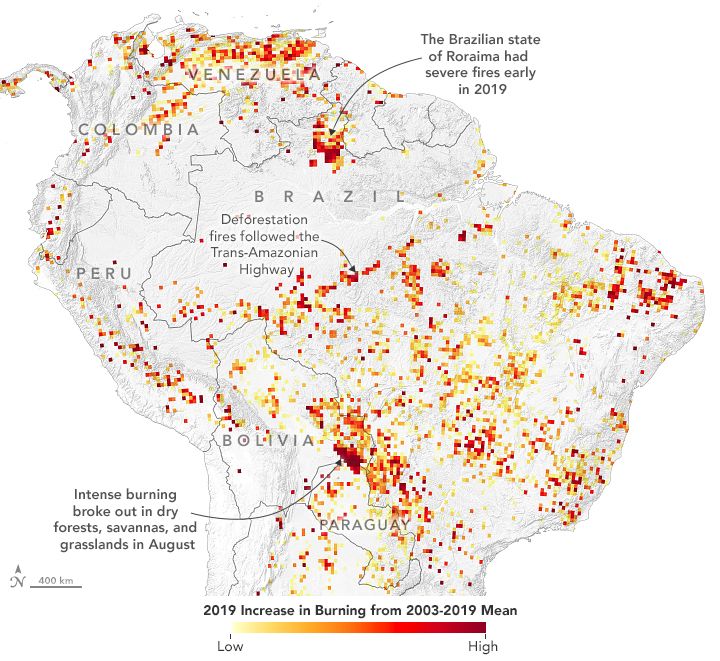 The Brazilian state
of Roraima had
severe fires early
in 2019
VENEZUELA
COLOMBIA
BRAZIL
Deforestation
fires followed the
Trans-Amazonian
Highway
PERU
BOLIVIA
Intense burning
broke out in dry
forests, savannas, and
grasslands in August
PARAGUAY
N
400 km
2019 Increase in Burning from 2003-2019 Mean
Low High